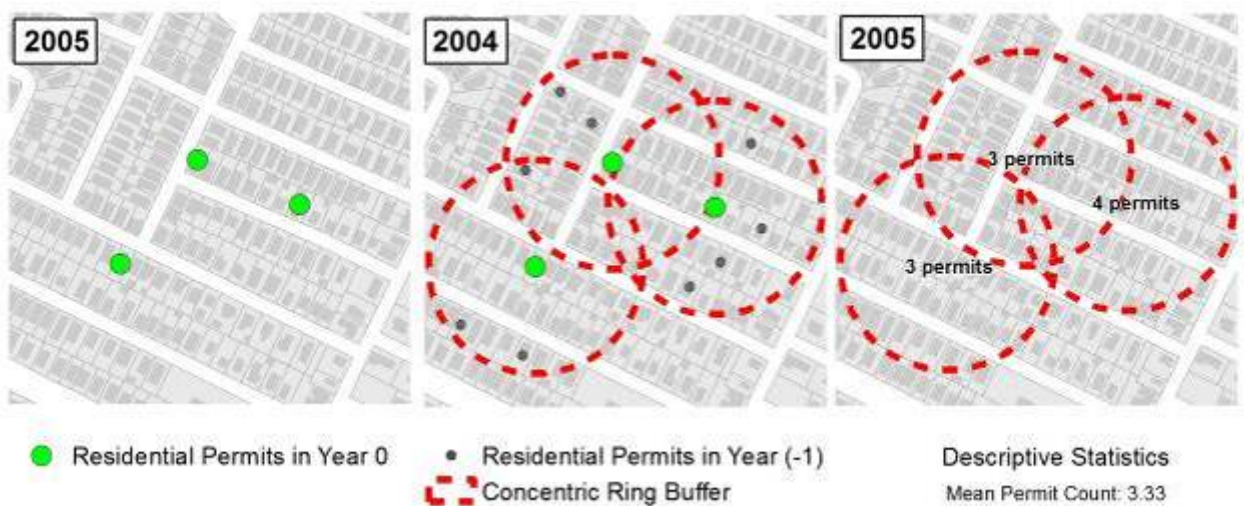 2005
2004
2005
3 permits
4 permits
3 permits
Residential Permits in Year 0
Residential Permits in Year (-1)
Concentric Ring Buffer
Descriptive Statistics
Mean Permit Count: 3.33